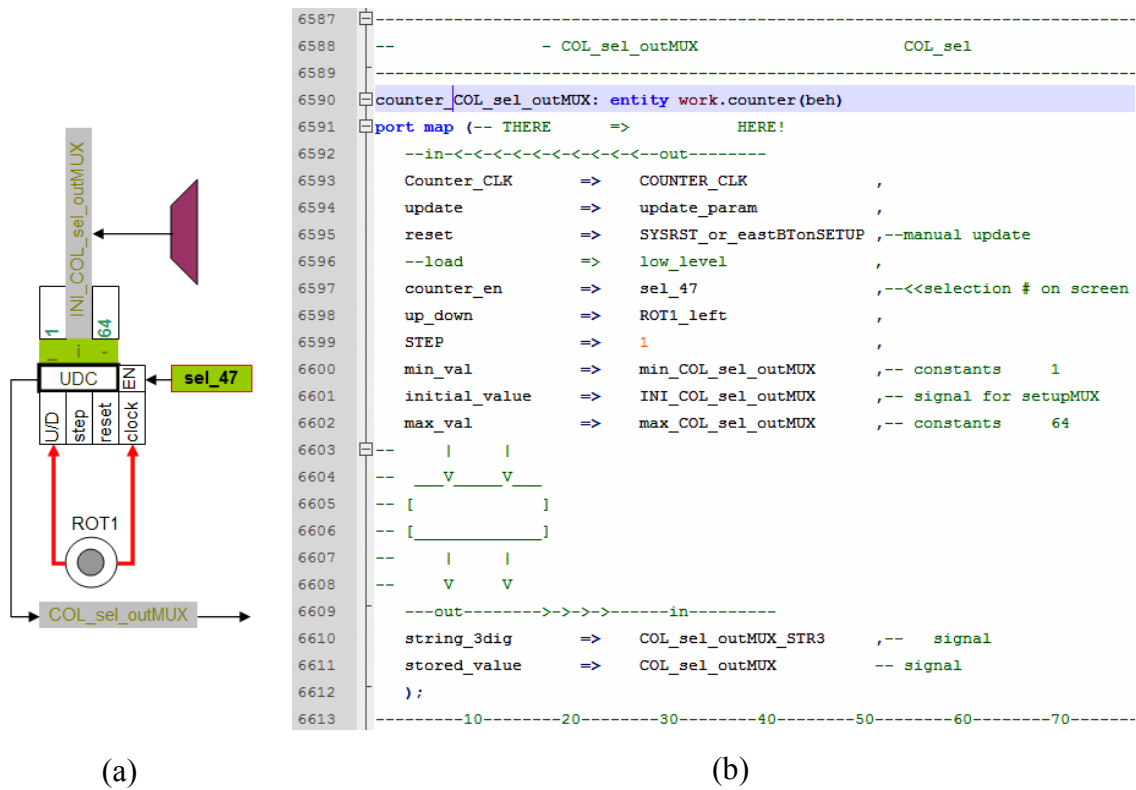 INI_COL_sel_outMUX
1
64
_ i -
UDC
EN
sel_47
U/D
step
reset
clock
ROT1
COL_sel_outMUX
(a)
6587 --------------------------------------------------------------------------------
6588 -- - COL_sel_outMUX COL_sel
6589 --------------------------------------------------------------------------------
6590 counter_COL_sel_outMUX: entity work.counter(beh)
6591 port map (-- THERE => HERE!
6592 --in-<-<-<-<-<-<-<-<-<-<--out--------
6593 Counter_CLK => COUNTER_CLK ,
6594 update => update_param ,
6595 reset => SYSRST_or_eastBTonSETUP ,--manual update
6596 --load => low_level ,
6597 counter_en => sel_47 ,--<<selection # on screen
6598 up_down => ROT1_left ,
6599 STEP => 1 ,
6600 min_val => min_COL_sel_outMUX ,-- constants 1
6601 initial_value => INI_COL_sel_outMUX ,-- signal for setupMUX
6602 max_val => max_COL_sel_outMUX ,-- constants 64
6603 -- | |
6604 -- ___V_____V___
6605 -- [ ]
6606 -- [_____________]
6607 -- | |
6608 -- V V
6609 ---out------->->->->------in---------
6610 string_3dig => COL_sel_outMUX_STR3 ,-- signal
6611 stored_value => COL_sel_outMUX -- signal
6612 );
6613 ---------10--------20--------30--------40--------50--------60--------70-------
(b)